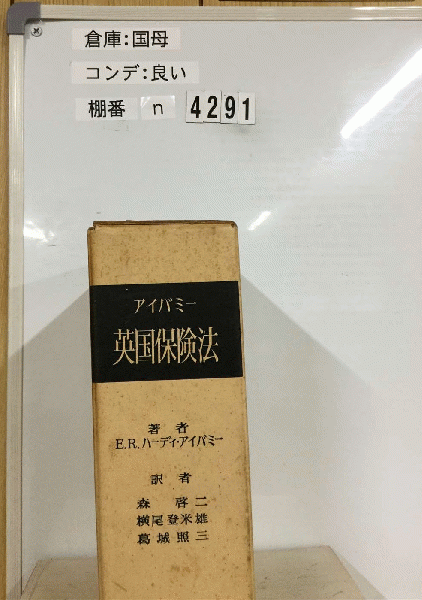 倉庫:国母
コンデ:良い
棚番 n 4291
アイバミー
英国保険法
著者
E.R.ハーディ・アイバミー
訳者
森啓二
横尾登米雄
葛城照三